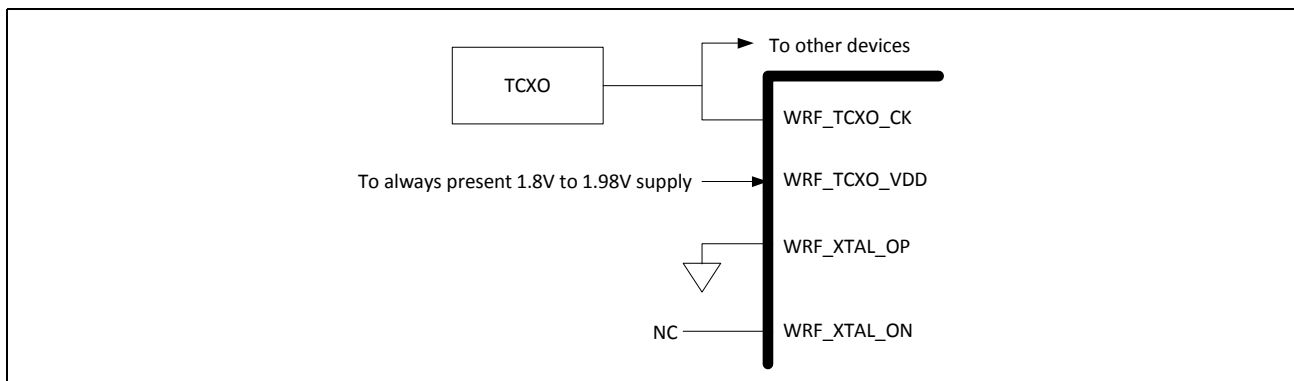 To other devices
TCXO
WRF_TCXO_CK
To always present 1.8V to 1.98V supply
WRF_TCXO_VDD
WRF_XTAL_OP
NC
WRF_XTAL_ON